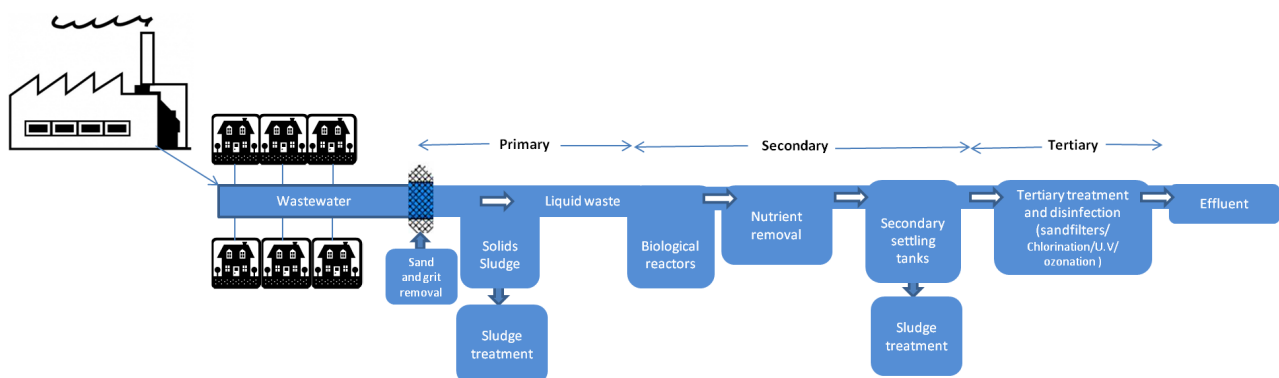 Primary
Secondary
Tertiary
Wastewater
Sand
and grit
removal
Solids
Sludge
Sludge
treatment
Liquid waste
Biological
reactors
Nutrient
removal
Secondary
settling
tanks
Sludge
treatment
Tertiary treatment
and disinfection
(sandfilters/
Chlorination/U.V/
ozonation )
Effluent